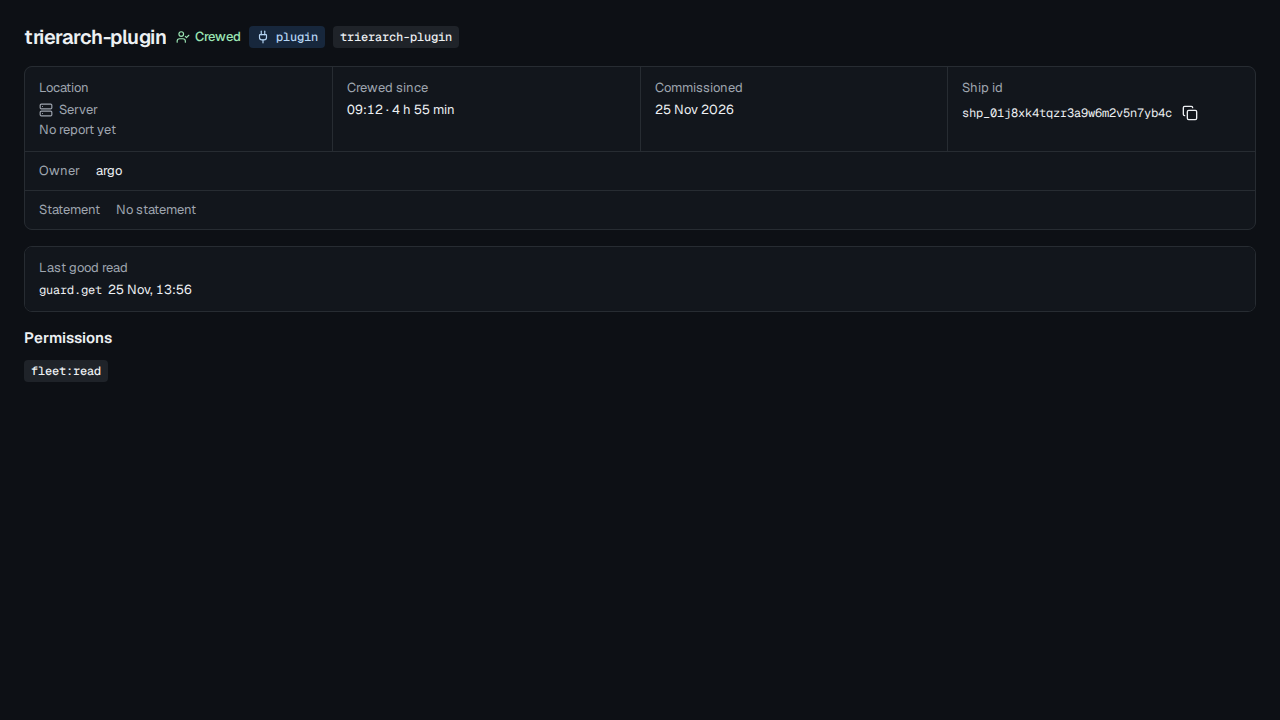 trierarch-plugin Crewed plugin trierarch-plugin
Location
Server
No report yet
Crewed since
09:12 · 4 h 55 min
Commissioned
25 Nov 2026
Ship id
shp_01j8xk4tqzr3a9w6m2v5n7yb4c
Owner argo
Statement No statement
Last good read
guard.get 25 Nov, 13:56
Permissions
fleet:read